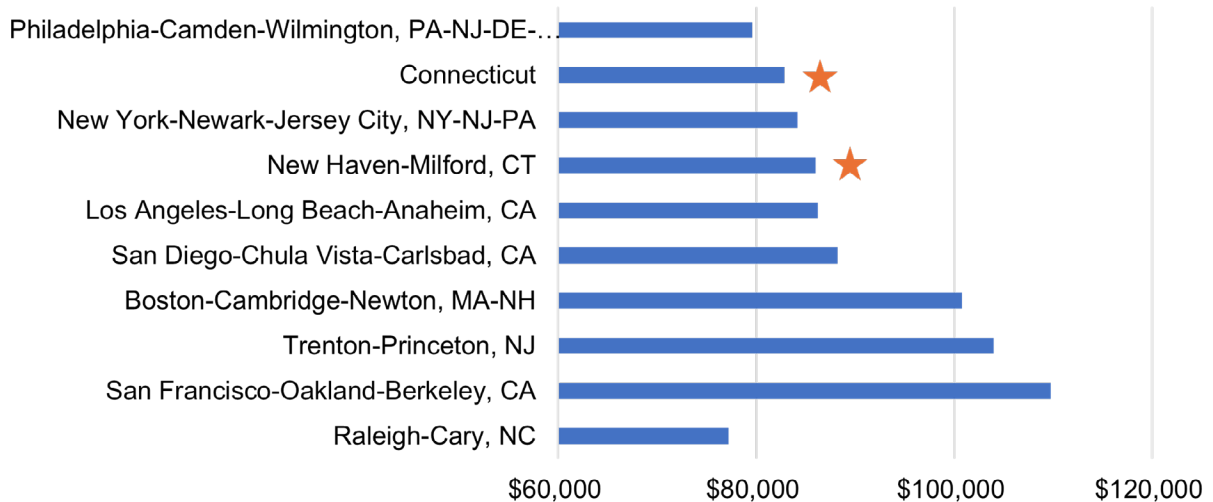 Philadelphia-Camden-Wilmington, PA-NJ-DE-…
Connecticut
New York-Newark-Jersey City, NY-NJ-PA
New Haven-Milford, CT
Los Angeles-Long Beach-Anaheim, CA
San Diego-Chula Vista-Carlsbad, CA
Boston-Cambridge-Newton, MA-NH
Trenton-Princeton, NJ
San Francisco-Oakland-Berkeley, CA
Raleigh-Cary, NC
$60,000 $80,000 $100,000 $120,000